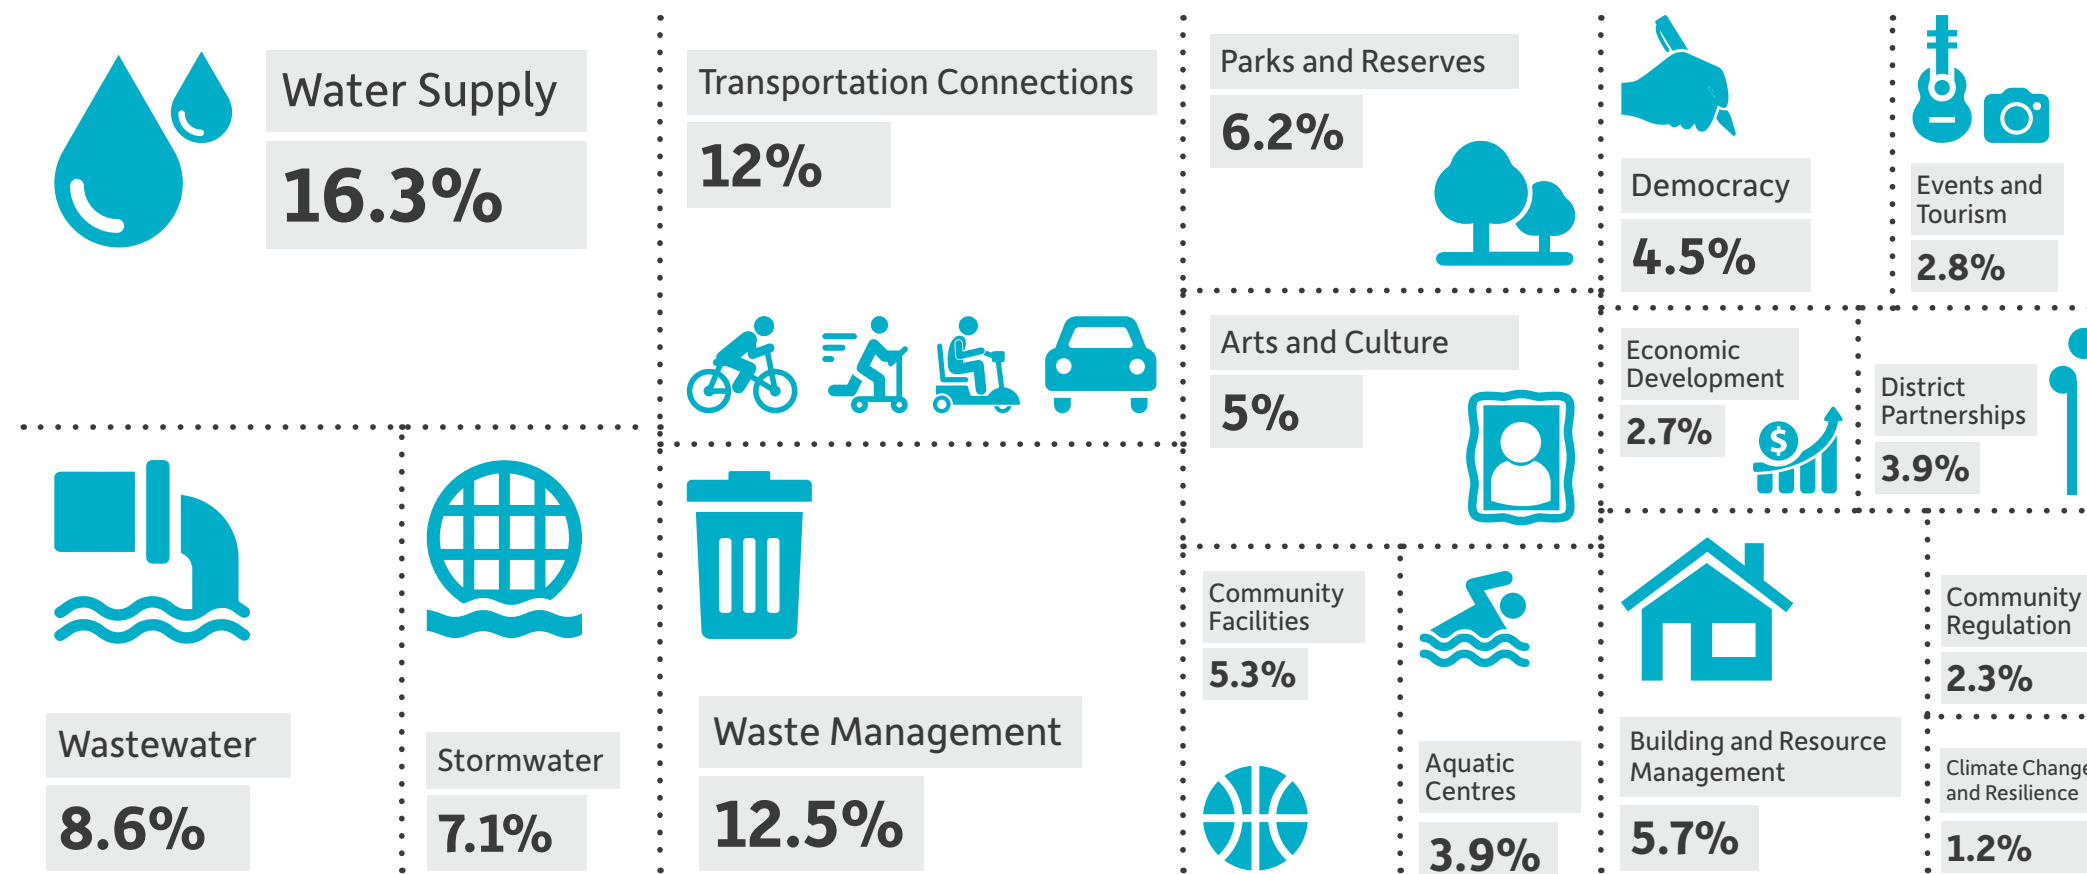 Water Supply
16.3%
Transportation Connections
12%
Parks and Reserves
6.2%
Democracy
4.5%
Events and
Tourism
2.8%
Arts and Culture
5%
Economic
Development
2.7%
$
District
Partnerships
3.9%
Wastewater
8.6%
Stormwater
7.1%
Waste Management
12.5%
Community
Facilities
5.3%
Aquatic
Centres
3.9%
Building and Resource
Management
5.7%
Community
Regulation
2.3%
Climate Change
and Resilience
1.2%